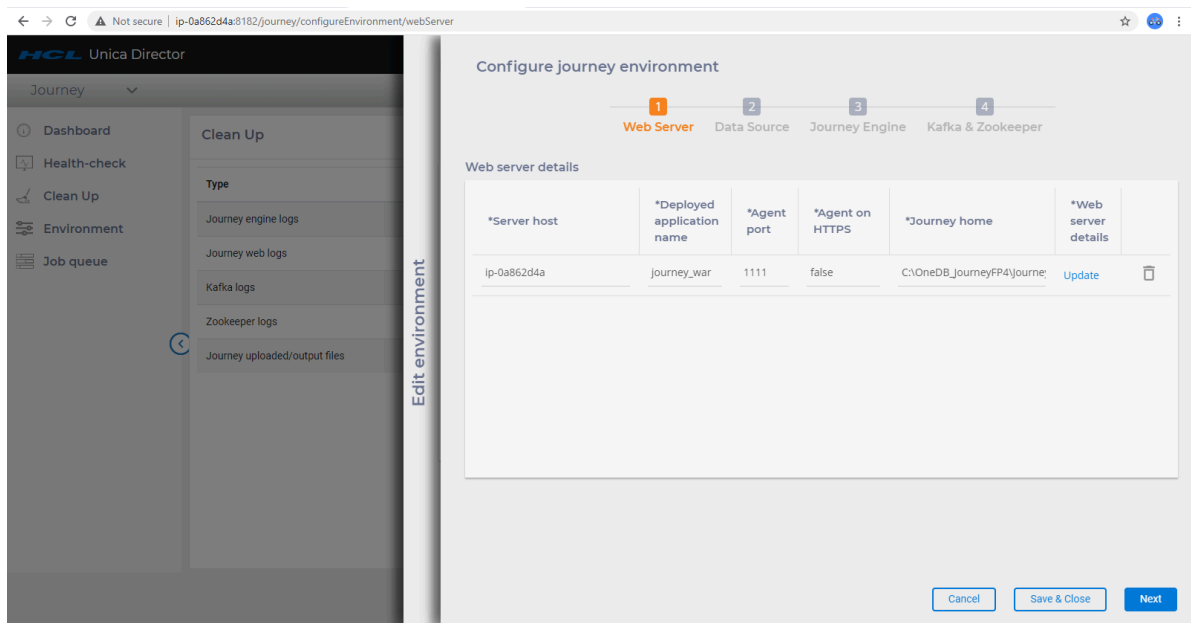 Not secure | ip-0a862d4a:8182/journey/configureEnvironment/webServer
HCL Unica Director
Journey
Dashboard
Health-check
Clean Up
Environment
Job queue
Clean Up
Type
Journey engine logs
Journey web logs
Kafka logs
Zookeeper logs
Journey uploaded/output files
Edit environment
Configure journey environment
1 2 3 4
Web Server Data Source Journey Engine Kafka & Zookeeper
Web server details
*Server host
*Deployed
application
name
*Agent
port
*Agent on
HTTPS
*Journey home
*Web
server
details
ip-0a862d4a journey_war 1111 false C:\OneDB_JourneyFP4\Journey Update
Cancel Save & Close Next